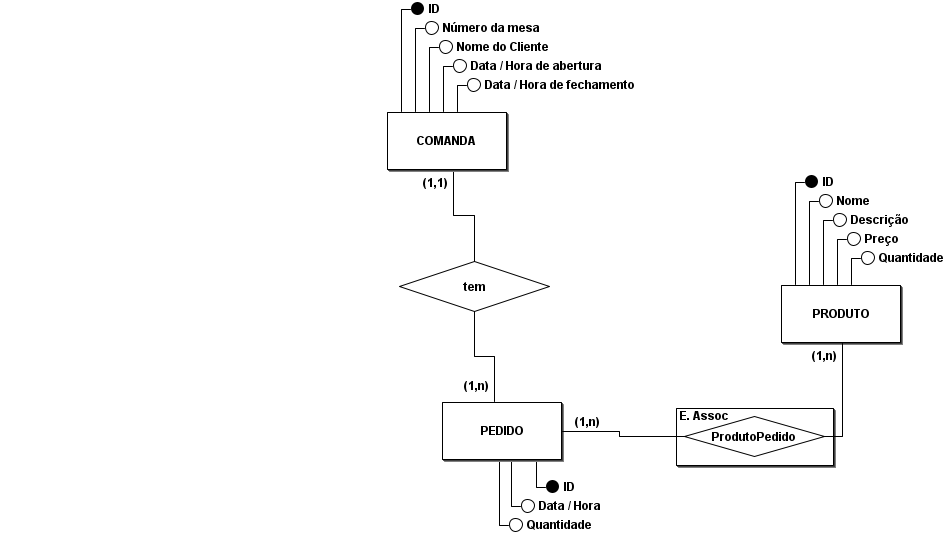 ID
Número da mesa
Nome do Cliente
Data / Hora de abertura
Data / Hora de fechamento
COMANDA
(1,1)
tem
(1,n)
PEDIDO
(1,n)
ID
Data / Hora
Quantidade
E. Assoc
ProdutoPedido
ID
Nome
Descrição
Preço
Quantidade
PRODUTO
(1,n)